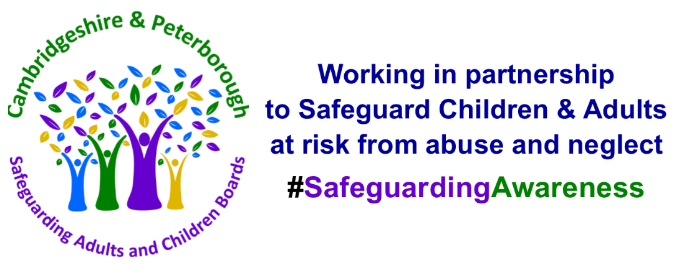 Cambridgeshire & Peterborough
Safeguarding Adults and Children Boards
Working in partnership
to Safeguard Children & Adults
at risk from abuse and neglect
#SafeguardingAwareness